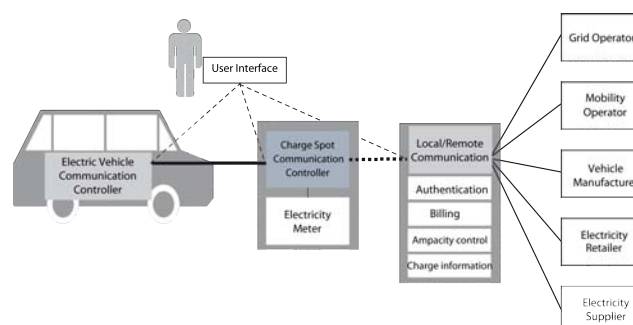 User Interface
Electric Vehicle
Communication
Controller
Charge Spot
Communication
Controller
Electricity
Meter
Local/Remote
Communication
Authentication
Billing
Ampacity control
Charge information
Grid Operator
Mobility
Operator
Vehicle
Manufacture
Electricity
Retailer
Electricity
Supplier